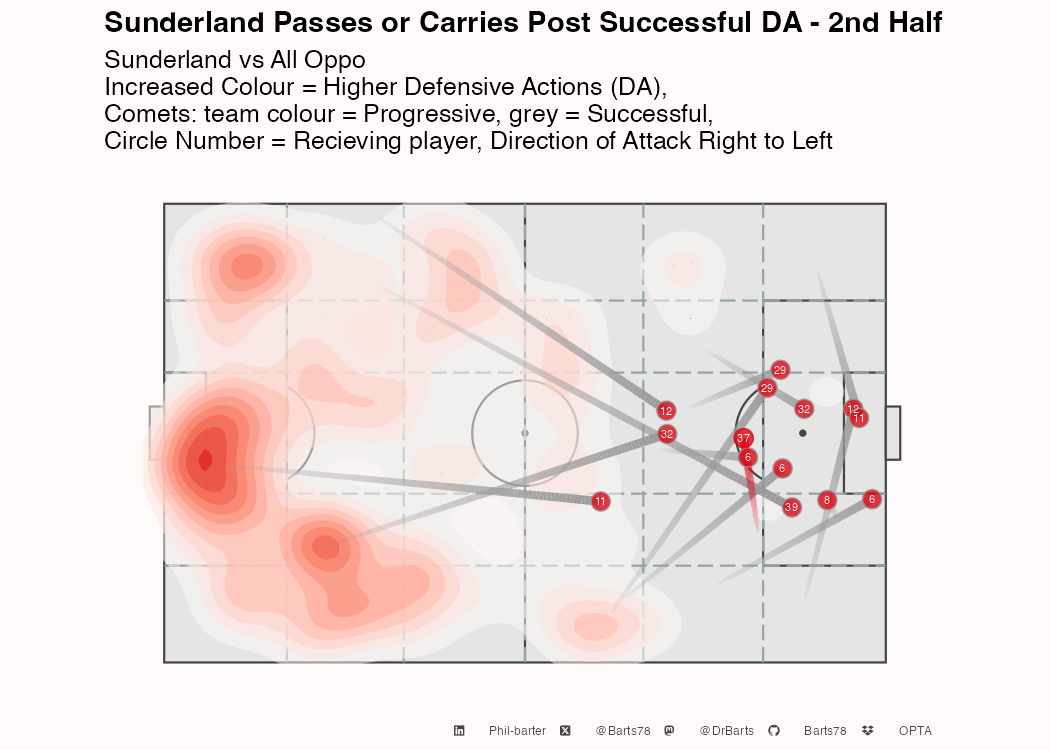 Sunderland Passes or Carries Post Successful DA - 2nd Half
Sunderland vs All Oppo
Increased Colour = Higher Defensive Actions (DA),
Comets: team colour = Progressive, grey = Successful,
Circle Number = Recieving player, Direction of Attack Right to Left
29
29
12
32
12
11
32
37
6
6
11
39
8
6
Phil-barter @Barts78 @DrBarts Barts78 OPTA